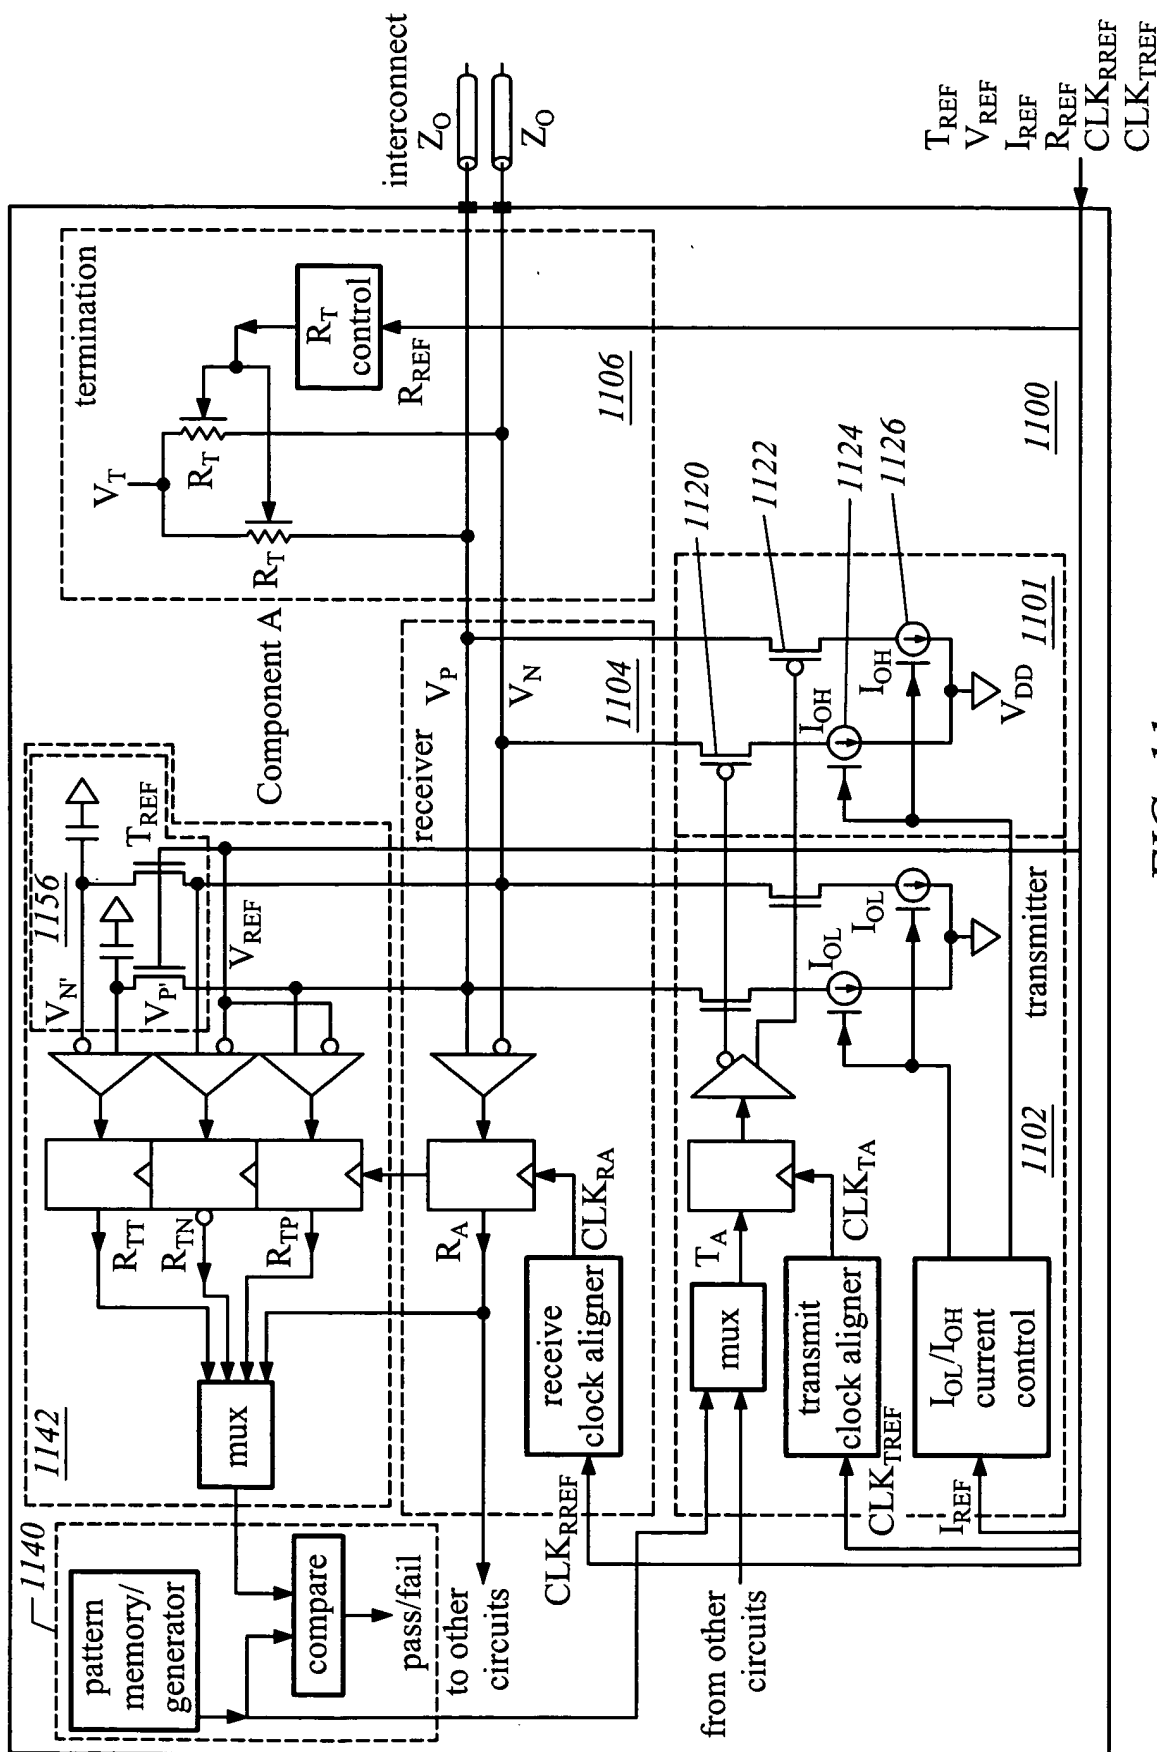 1140
pattern
memory/
generator
compare
pass/fail
1142
mux
R_TT
R_TN
R_TP
V_N'
V_P'
1156
T_REF
V_REF
Component A
termination
V_T
R_T
R_T
R_T
control
R_REF
1106
interconnect
Z_O
Z_O
to other
circuits
receiver
R_A
V_P
V_N
1104
receive
clock aligner
CLK_RA
CLK_RREF
from other
circuits
mux
T_A
transmit
clock aligner
CLK_TA
CLK_TREF
I_OL/I_OH
current
control
I_REF
1102
transmitter
I_OL
I_OL
I_OH
I_OH
V_DD
1101
1120
1122
1124
1126
1100
T_REF
V_REF
I_REF
R_REF
CLK_RREF
CLK_TREF